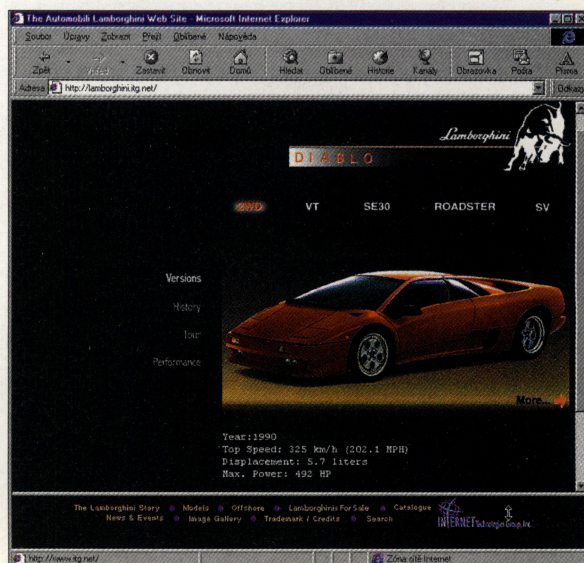 The Automobili Lamborghini Web Site - Microsoft Internet Explorer
Soubor Úpravy Zobrazit Přejít Oblíbené Nápověda
Zpět Vpřed Zastavit Obnovit Domů Hledat Oblíbené Historie Kanály Obrazovka Pošta Písma
Adresa http://lamborghini.itg.net/ Odkazy
Lamborghini
DIABLO
2WD VT SE30 ROADSTER SV
Versions
History
Tour
Performance
More...
Year:1990
Top Speed: 325 km/h (202.1 MPH)
Displacement: 5.7 liters
Max. Power: 492 HP
The Lamborghini Story Models Offshore Lamborghinis For Sale Catalogue
News & Events Image Gallery Trademark / Credits Search
INTERNET Technologies Group, Inc.
http://www.itg.net/ Zóna sítě Internet